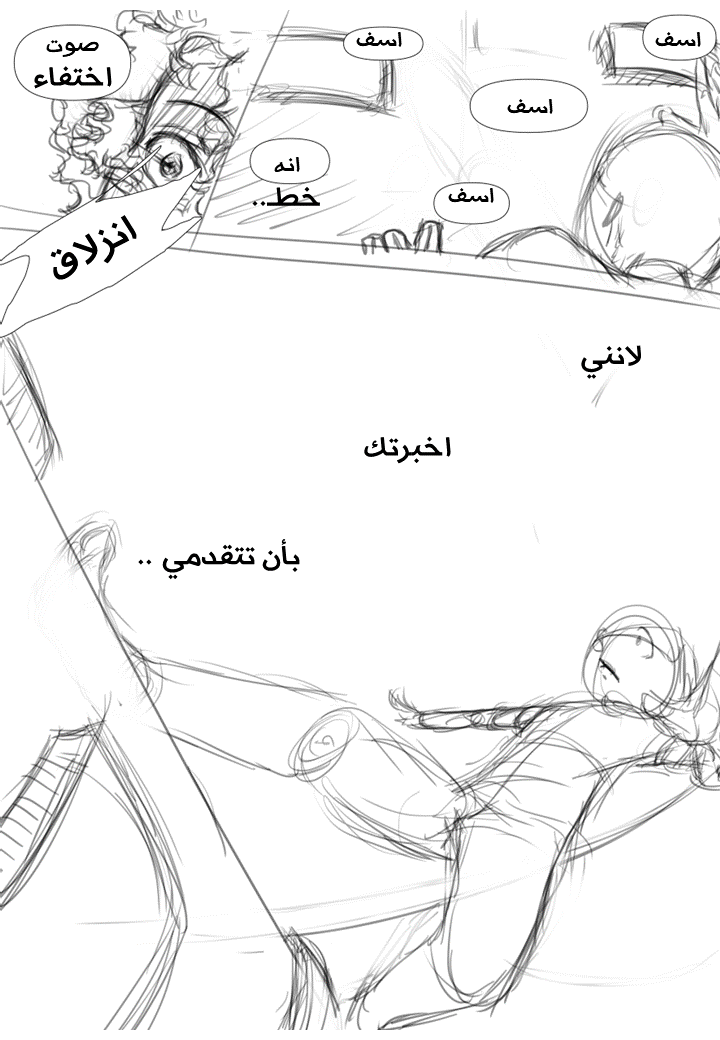 اسف
اسف
اسف
اسف
انه
خطـ..
صوت
اختفاء
انزلاق
لانني
اخبرتك
بأن تتقدمي ..